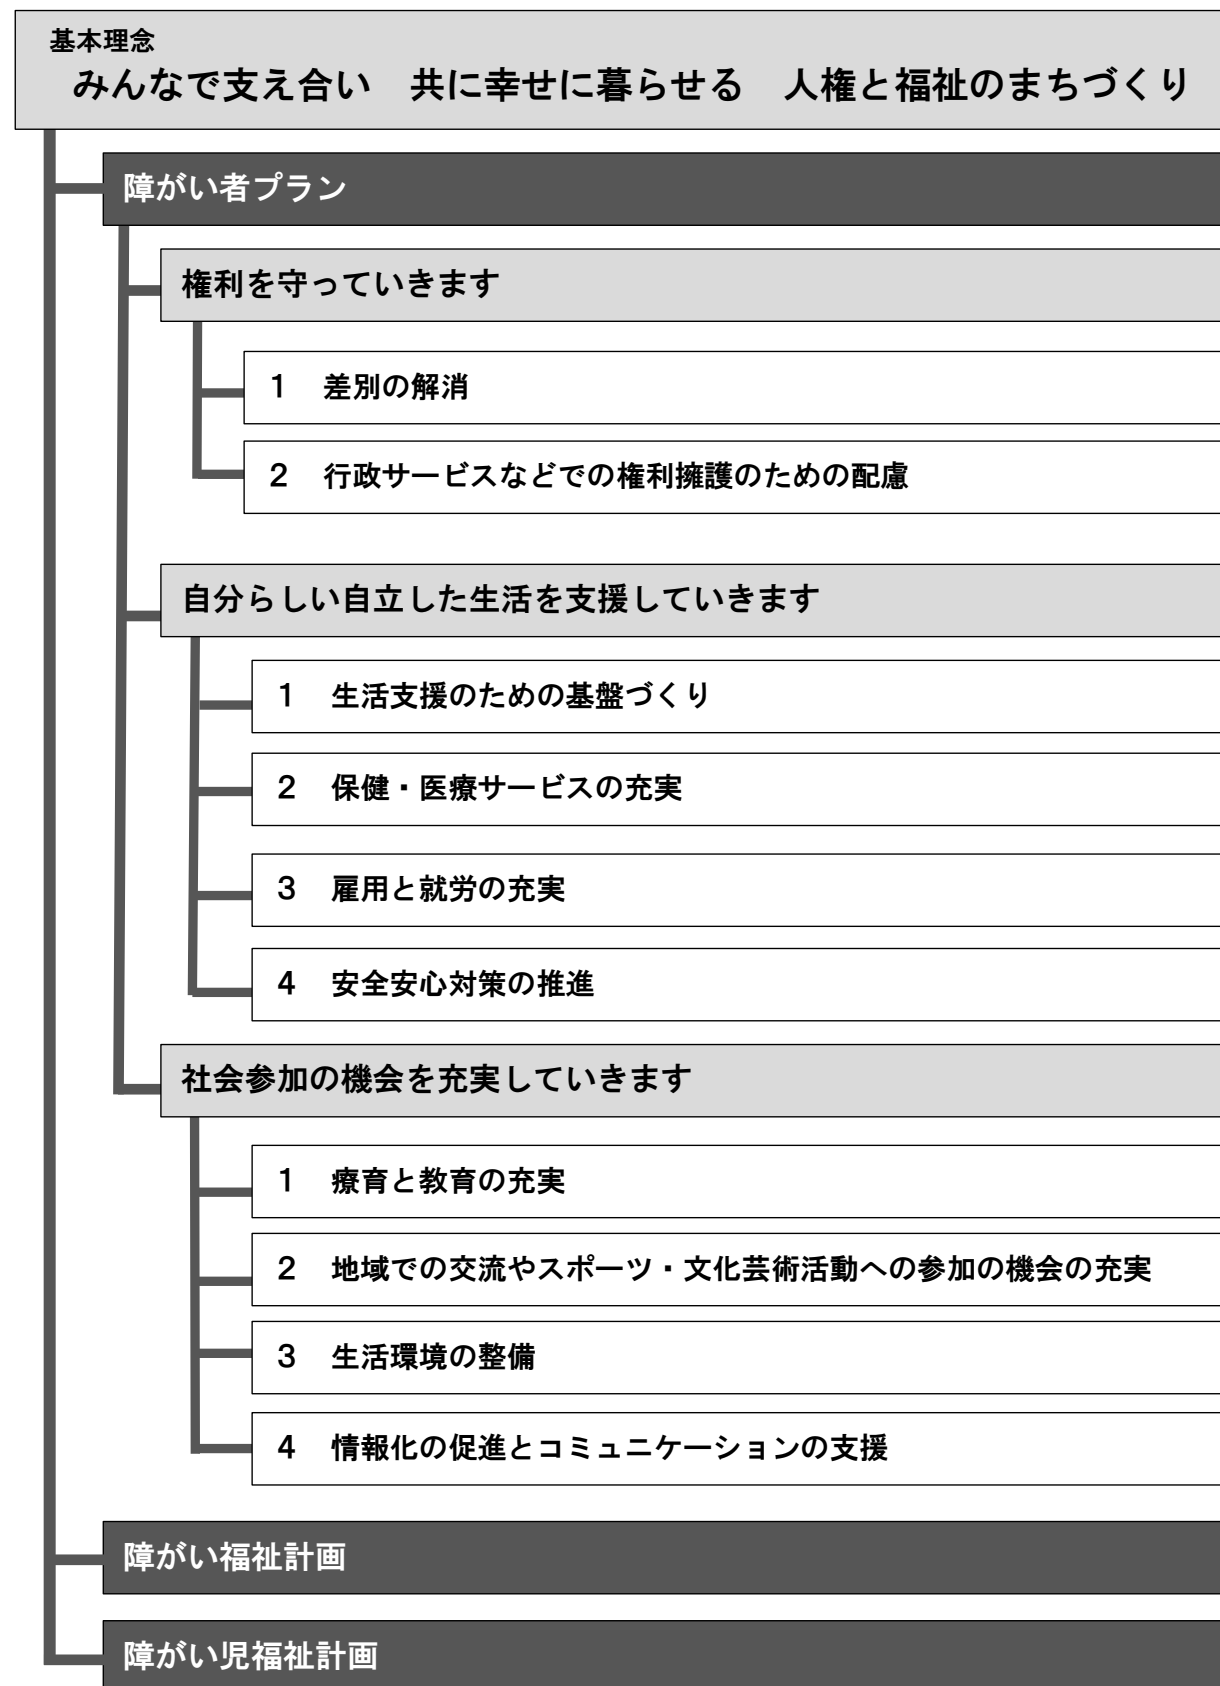 基本理念
みんなで支え合い　共に幸せに暮らせる　人権と福祉のまちづくり
障がい者プラン
権利を守っていきます
１　差別の解消
２　行政サービスなどでの権利擁護のための配慮
自分らしい自立した生活を支援していきます
１　生活支援のための基盤づくり
２　保健・医療サービスの充実
３　雇用と就労の充実
４　安全安心対策の推進
社会参加の機会を充実していきます
１　療育と教育の充実
２　地域での交流やスポーツ・文化芸術活動への参加の機会の充実
３　生活環境の整備
４　情報化の促進とコミュニケーションの支援
障がい福祉計画
障がい児福祉計画